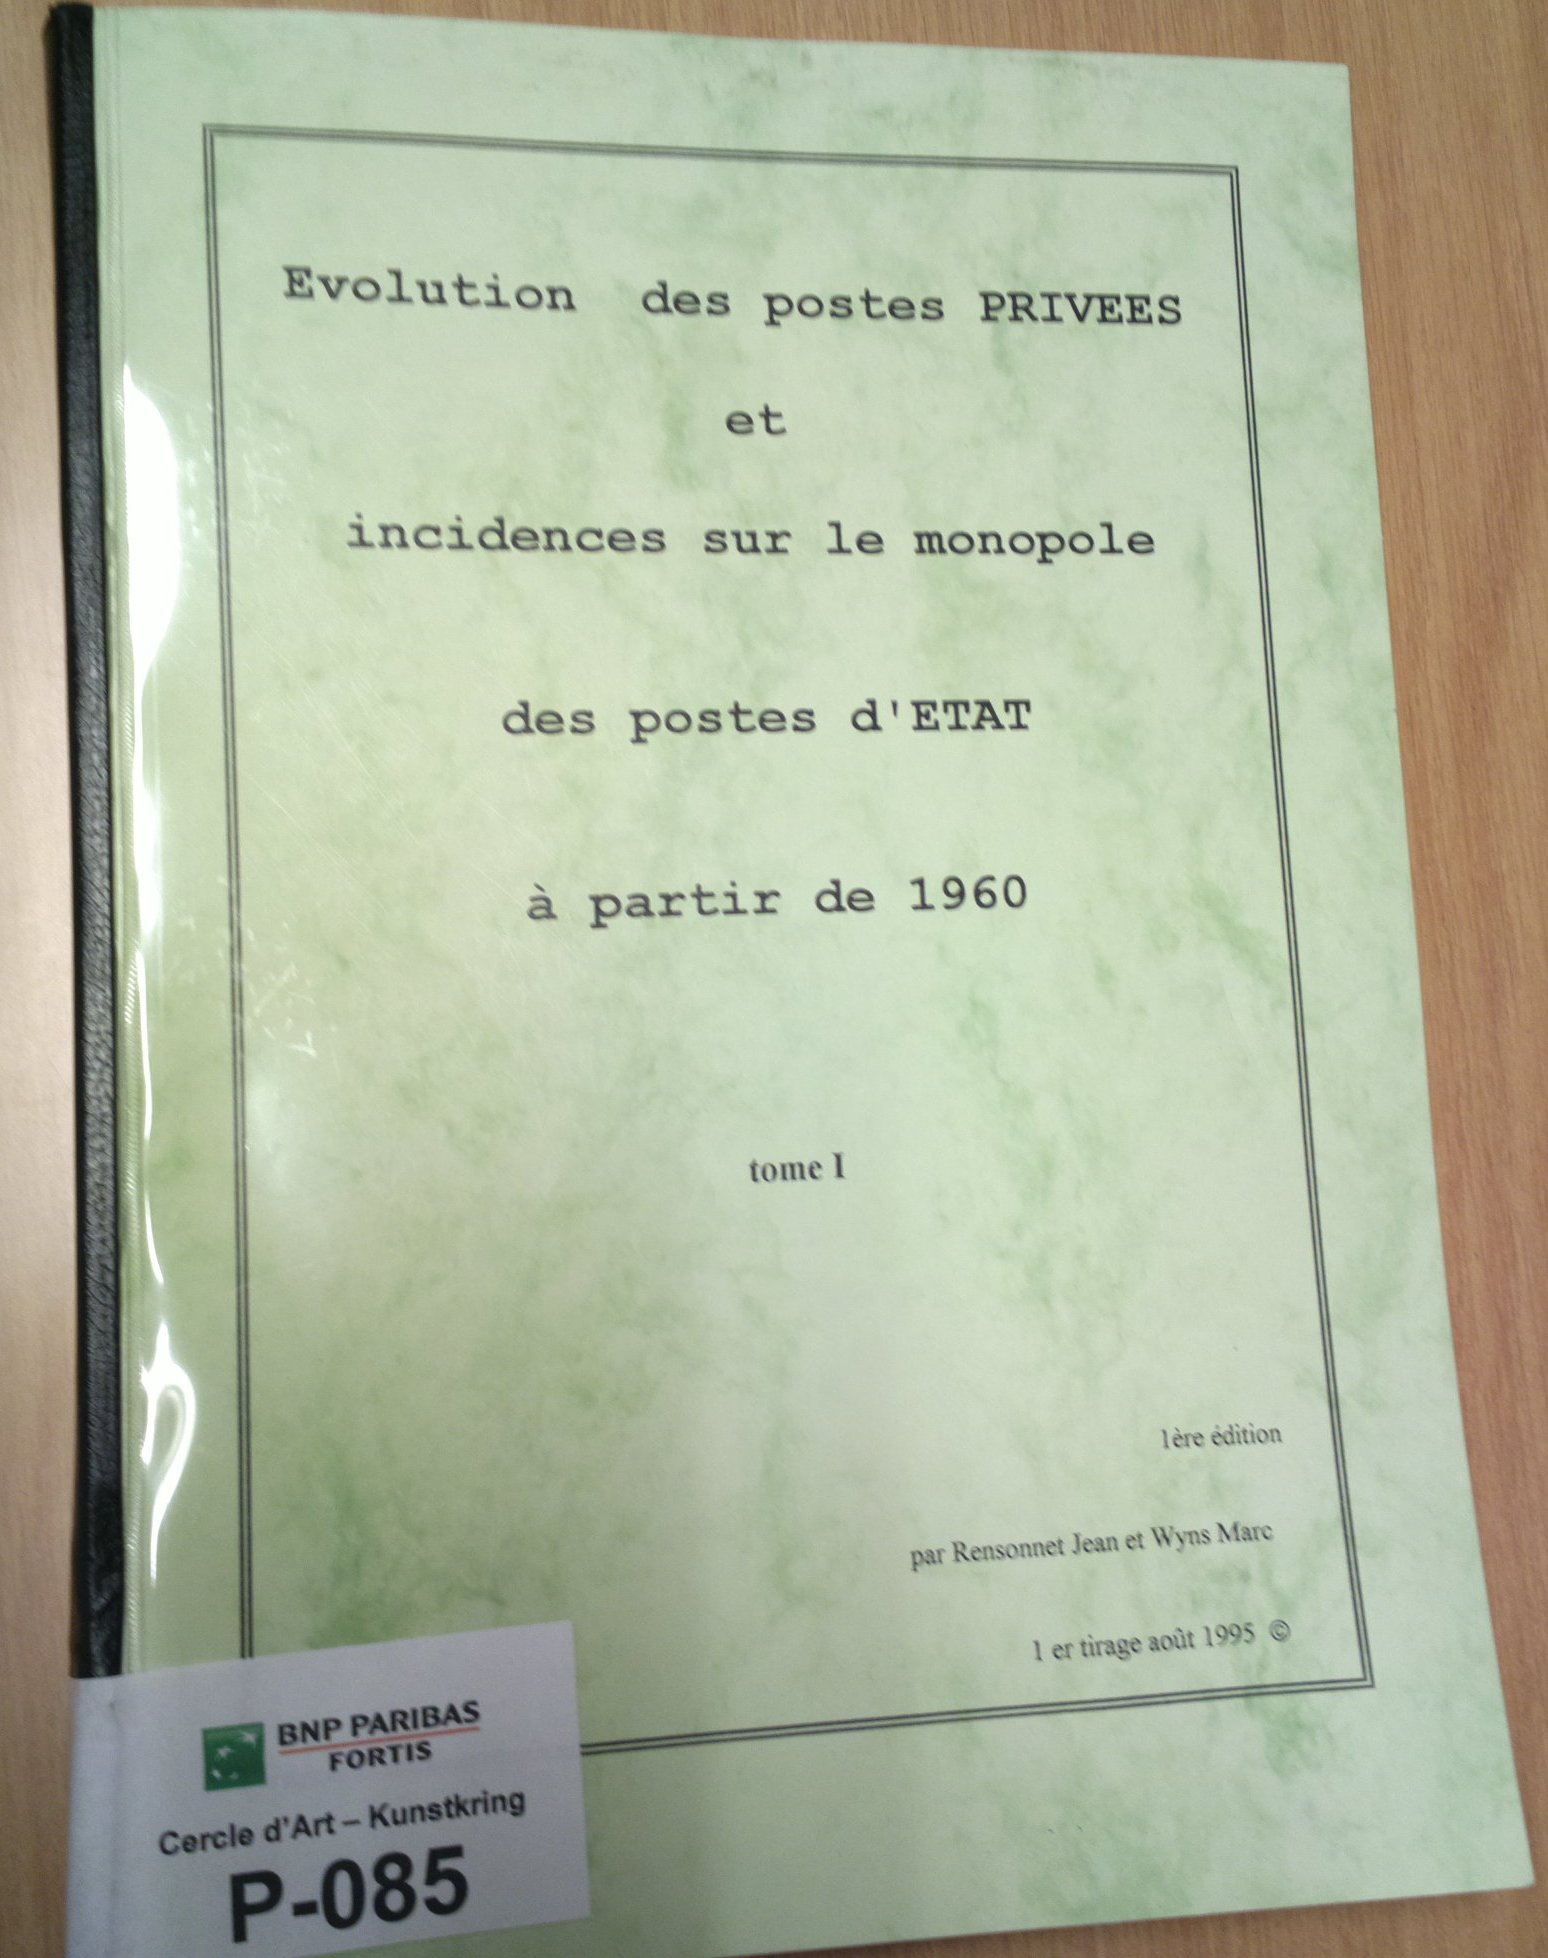 Evolution des postes PRIVEES
et
incidences sur le monopole
des postes d'ETAT
à partir de 1960
tome I
1ère édition
par Rensonnet Jean et Wyns Marc
1 er tirage août 1995 ©
BNP PARIBAS
FORTIS
Cercle d'Art – Kunstkring
P-085